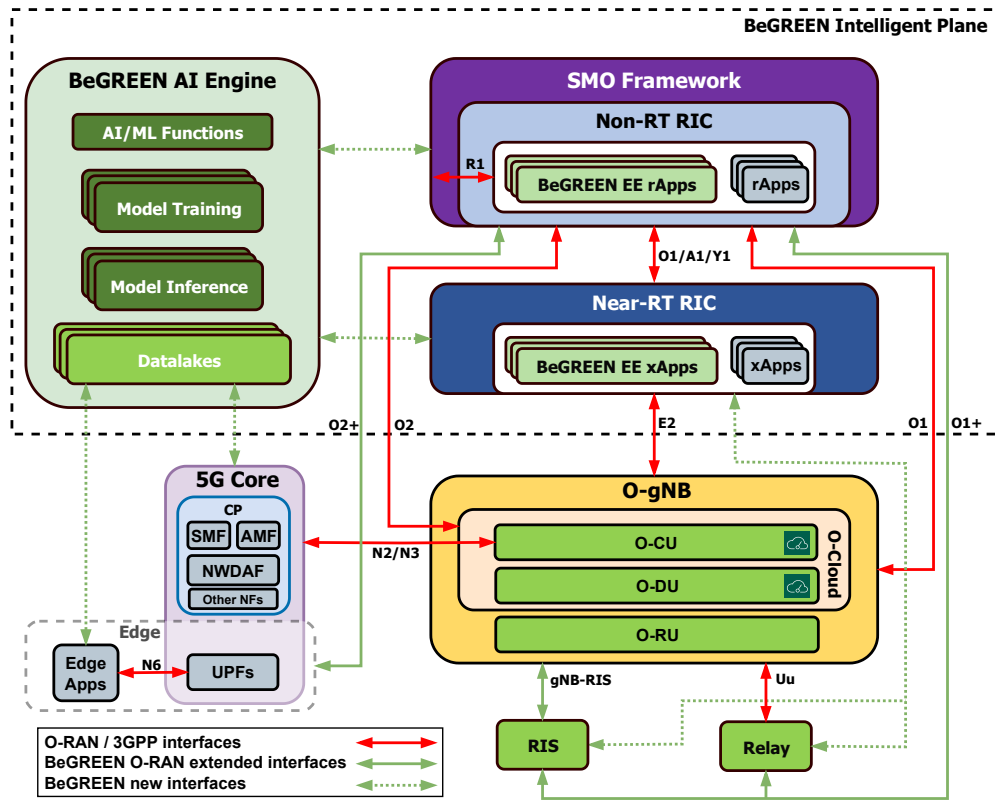 BeGREEN Intelligent Plane
BeGREEN AI Engine
AI/ML Functions
Model Training
Model Inference
Datalakes
SMO Framework
Non-RT RIC
R1
BeGREEN EE rApps
rApps
O1/A1/Y1
Near-RT RIC
BeGREEN EE xApps
xApps
O2+
O2
E2
O1
O1+
5G Core
CP
SMF
AMF
NWDAF
Other NFs
N2/N3
O-gNB
O-Cloud
O-CU
O-DU
O-RU
Edge
Edge
Apps
N6
UPFs
gNB-RIS
Uu
RIS
Relay
O-RAN / 3GPP interfaces
BeGREEN O-RAN extended interfaces
BeGREEN new interfaces